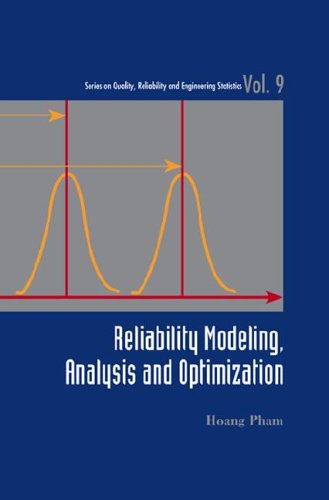 Series on Quality, Reliability and Engineering Statistics Vol. 9
Reliability Modeling,
Analysis and Optimization
Hoang Pham